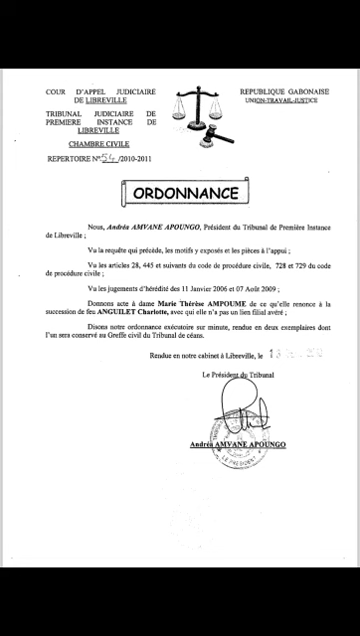 COUR D'APPEL JUDICIAIRE
DE LIBREVILLE
REPUBLIQUE GABONAISE
UNION-TRAVAIL-JUSTICE
TRIBUNAL JUDICIAIRE DE
PREMIERE INSTANCE DE
LIBREVILLE
CHAMBRE CIVILE
REPERTOIRE N° 54 /2010-2011
ORDONNANCE
Nous, Andréa AMVANE APOUNGO, Président du Tribunal de Première Instance
de Libreville ;
Vu la requête qui précède, les motifs y exposés et les pièces à l'appui ;
Vu les articles 28, 445 et suivants du code de procédure civile, 728 et 729 du code
de procédure civile ;
Vu les jugements d'hérédité des 11 Janvier 2006 et 07 Août 2009 ;
Donnons acte à dame Marie Thérèse AMPOUME de ce qu'elle renonce à la
succession de feu ANGUILET Charlotte, avec qui elle n'a pas un lien filial avéré ;
Disons notre ordonnance exécutoire sur minute, rendue en deux exemplaires dont
l'un sera conservé au Greffe civil du Tribunal de céans.
Rendue en notre cabinet à Libreville, le 13
Le Président du Tribunal
Andréa AMVANE APOUNGO
LE PRESIDENT